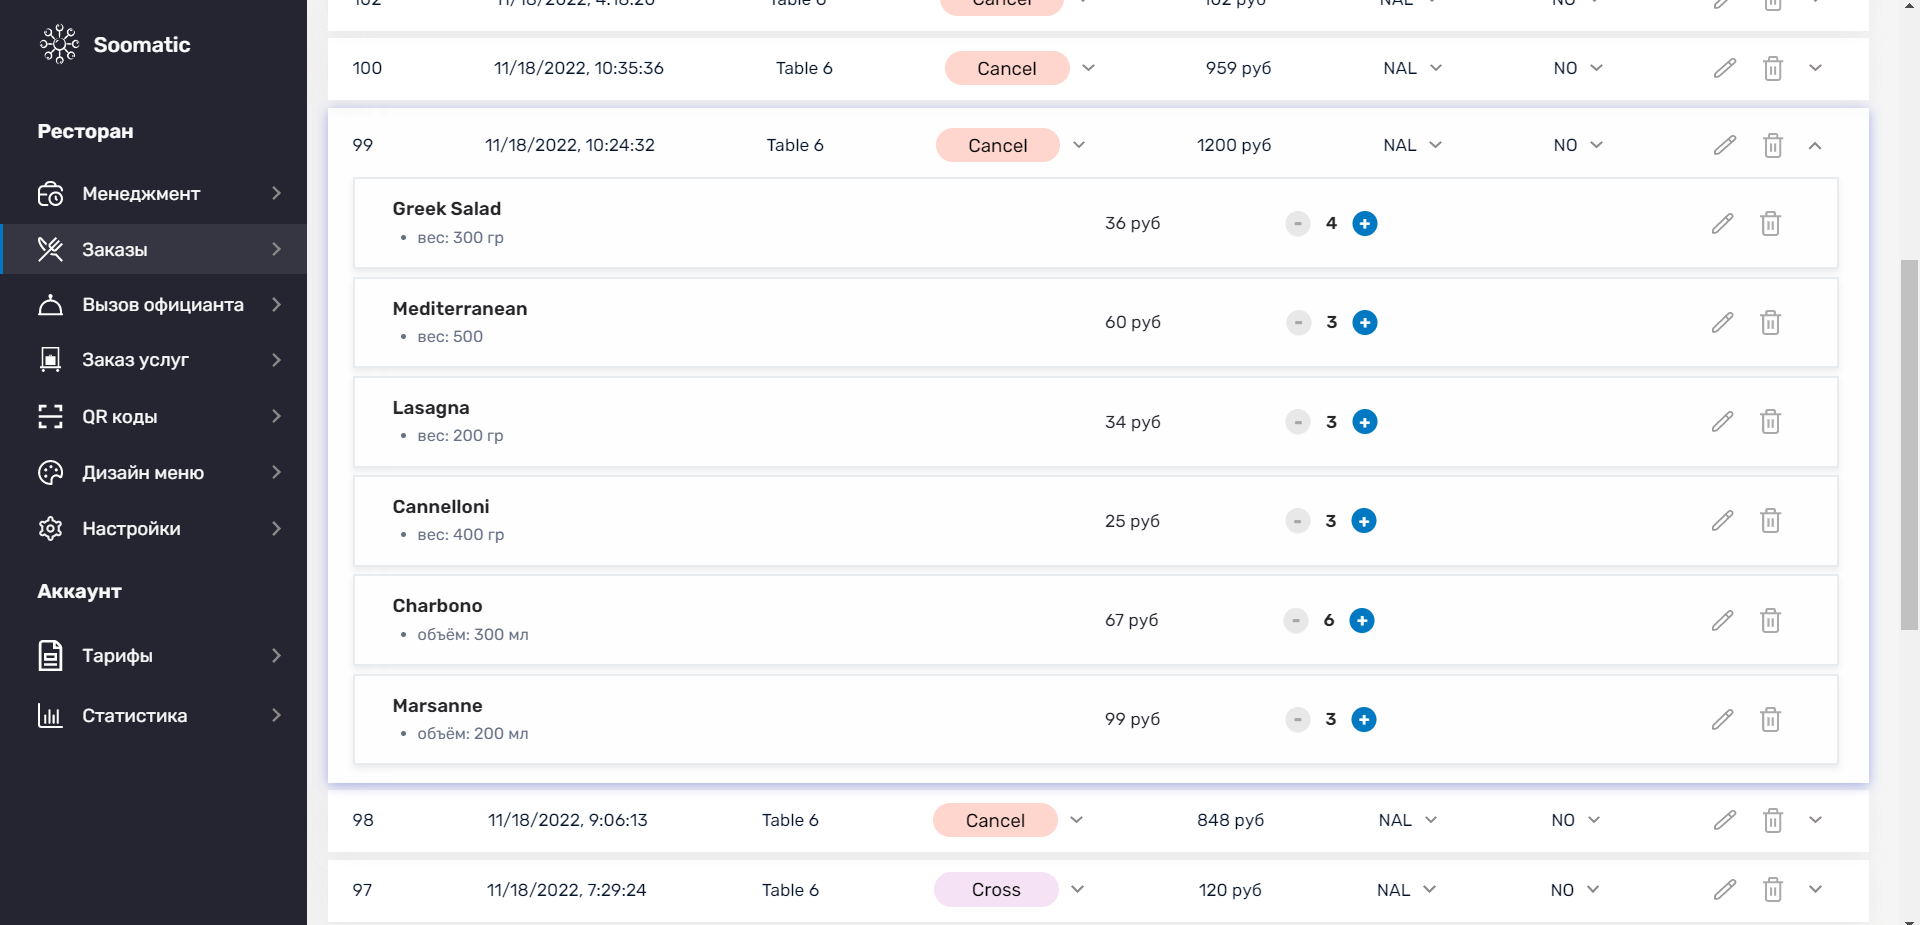 Soomatic
Ресторан
Менеджмент
Заказы
Вызов официанта
Заказ услуг
QR коды
Дизайн меню
Настройки
Аккаунт
Тарифы
Статистика
100 11/18/2022, 10:35:36 Table 6 Cancel 959 руб NAL NO
99 11/18/2022, 10:24:32 Table 6 Cancel 1200 руб NAL NO
Greek Salad
• вес: 300 гр
36 руб - 4 +
Mediterranean
• вес: 500
60 руб - 3 +
Lasagna
• вес: 200 гр
34 руб - 3 +
Cannelloni
• вес: 400 гр
25 руб - 3 +
Charbono
• объём: 300 мл
67 руб - 6 +
Marsanne
• объём: 200 мл
99 руб - 3 +
98 11/18/2022, 9:06:13 Table 6 Cancel 848 руб NAL NO
97 11/18/2022, 7:29:24 Table 6 Cross 120 руб NAL NO